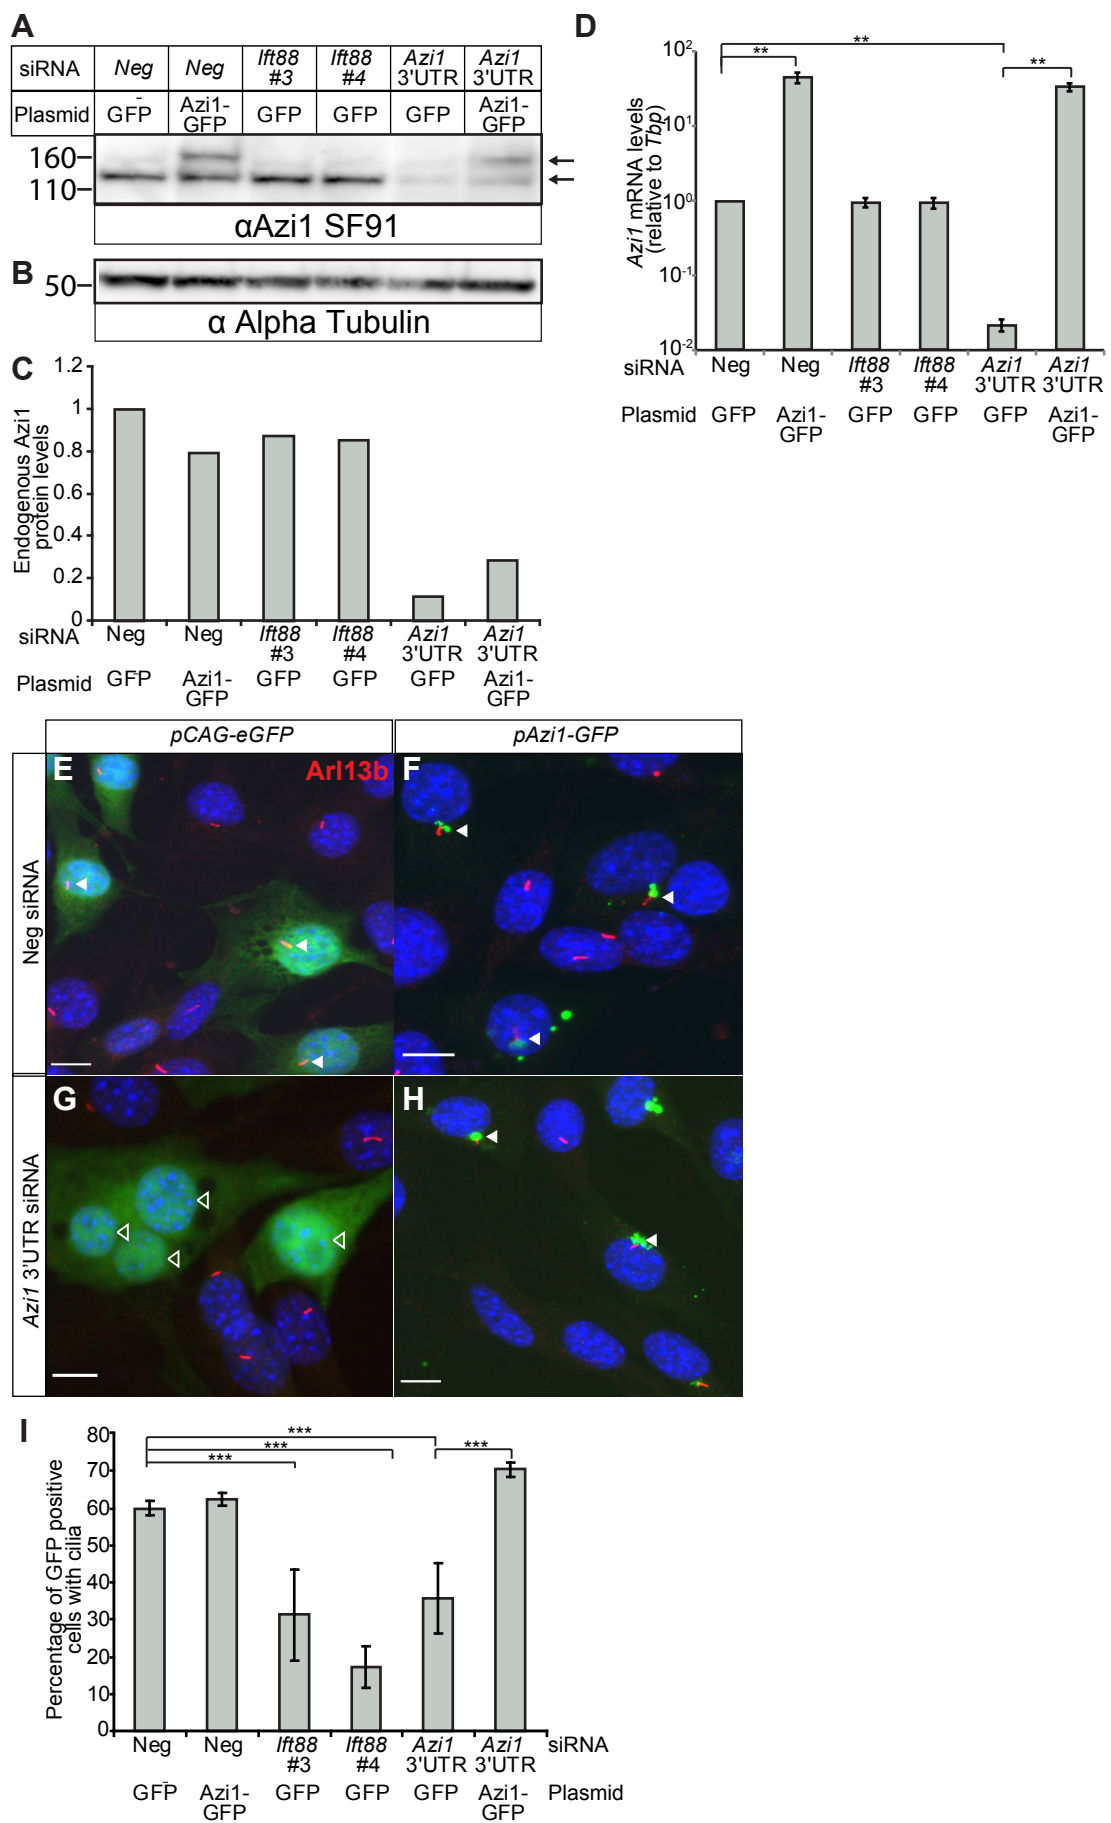 A
siRNA Neg Neg Ift88 #3 Ift88 #4 Azi1 3'UTR Azi1 3'UTR
Plasmid GFP Azi1-GFP GFP GFP GFP Azi1-GFP
160
110
αAzi1 SF91
B
50
α Alpha Tubulin
C
Endogenous Azi1
protein levels
1.2
1
0.8
0.6
0.4
0.2
0
siRNA Neg Neg Ift88 #3 Ift88 #4 Azi1 3'UTR Azi1 3'UTR
Plasmid GFP Azi1-GFP GFP GFP GFP Azi1-GFP
D
Azi1 mRNA levels
(relative to Tbp)
10²
10¹
10⁰
10⁻¹
10⁻²
** ** **
siRNA Neg Neg Ift88 #3 Ift88 #4 Azi1 3'UTR Azi1 3'UTR
Plasmid GFP Azi1-GFP GFP GFP GFP Azi1-GFP
pCAG-eGFP pAzi1-GFP
Neg siRNA
E Arl13b F
Azi1 3'UTR siRNA
G H
I
Percentage of GFP positive
cells with cilia
80
70
60
50
40
30
20
10
0
***
***
*** ***
Neg Neg Ift88 #3 Ift88 #4 Azi1 3'UTR Azi1 3'UTR siRNA
GFP Azi1-GFP GFP GFP GFP Azi1-GFP Plasmid